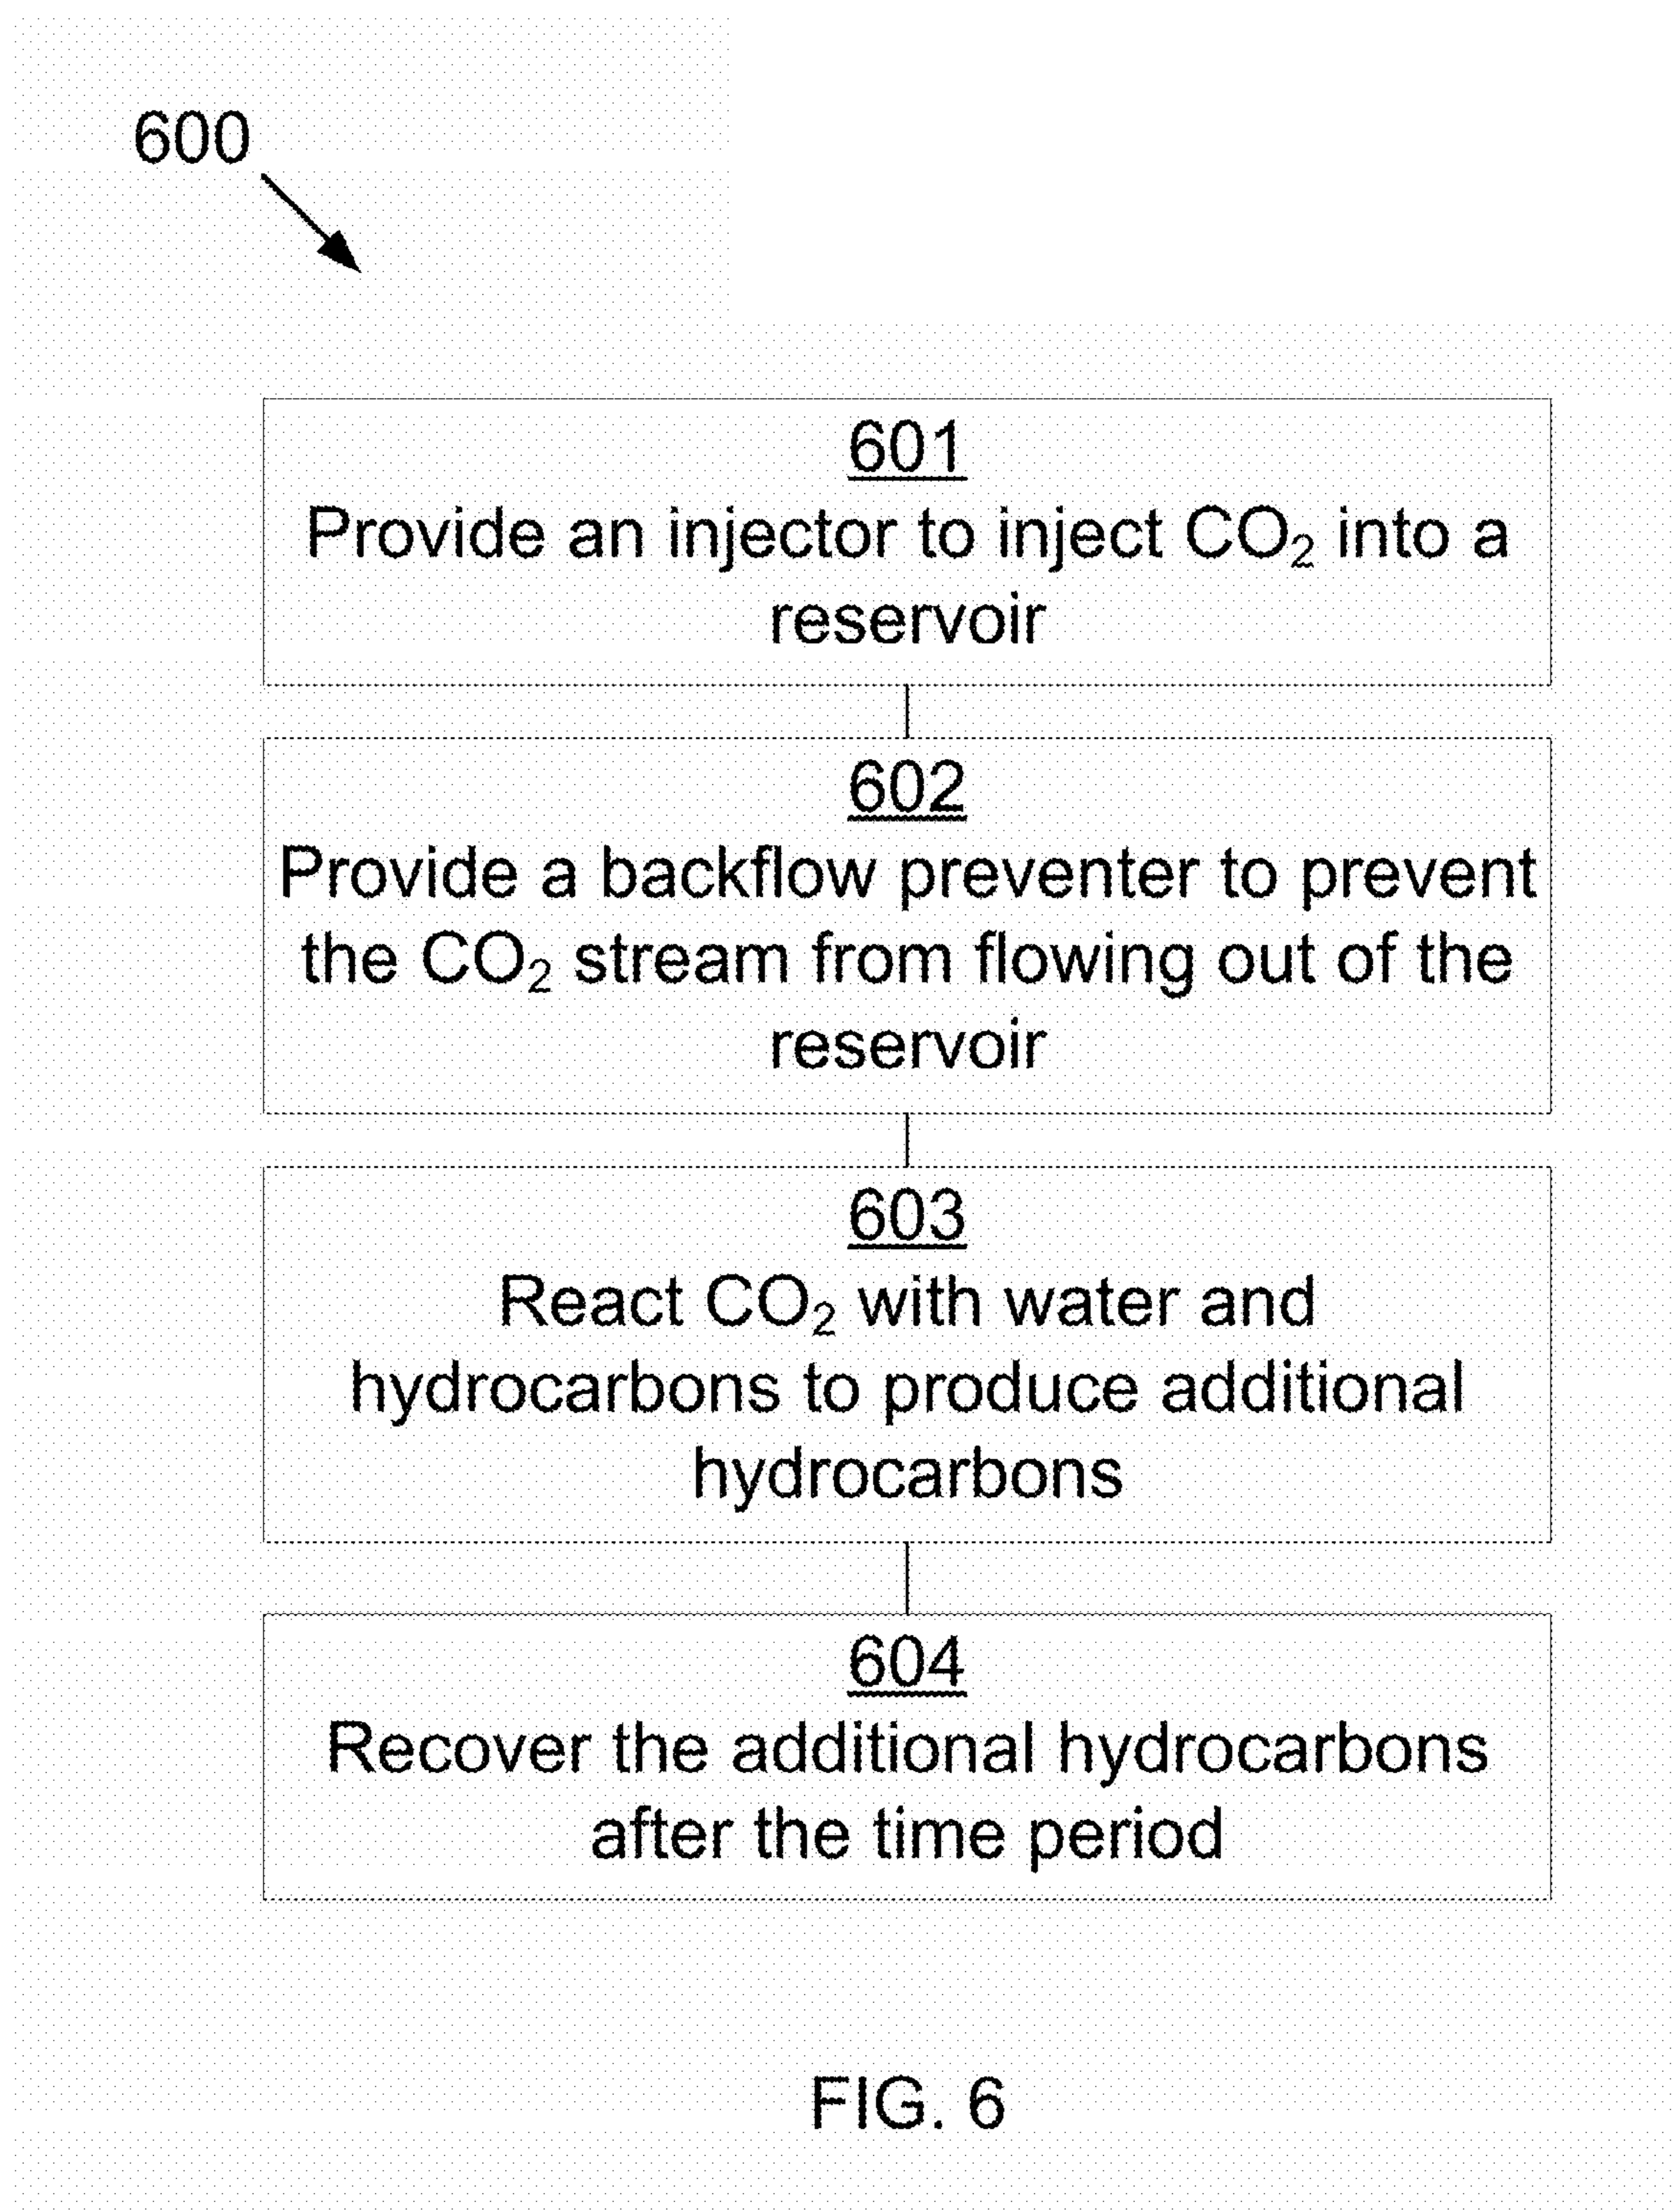 600
601
Provide an injector to inject CO₂ into a
reservoir
602
Provide a backflow preventer to prevent
the CO₂ stream from flowing out of the
reservoir
603
React CO₂ with water and
hydrocarbons to produce additional
hydrocarbons
604
Recover the additional hydrocarbons
after the time period
FIG. 6